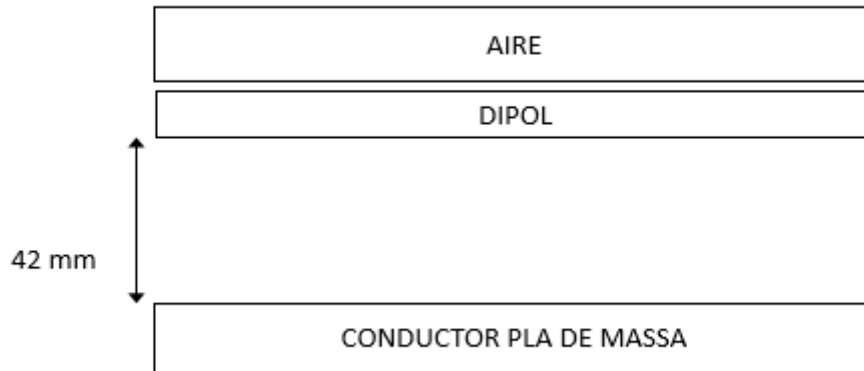 AIRE
DIPOL
42 mm
CONDUCTOR PLA DE MASSA